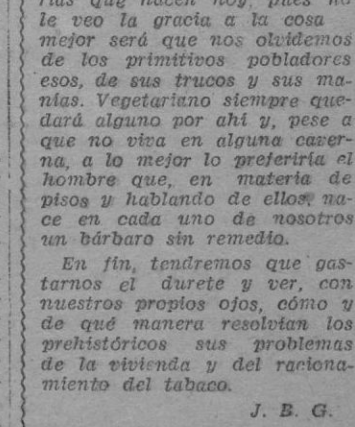 rias que hacen hoy, pues no
le veo la gracia a la cosa
mejor será que nos olvidemos
de los primitivos pobladores
esos, de sus trucos y sus ma-
nías. Vegetariano siempre que-
dará alguno por ahí y, pese a
que no viva en alguna caver-
na, a lo mejor lo preferiría el
hombre que, en materia de
pisos y hablando de ellos, na-
ce en cada uno de nosotros
un bárbaro sin remedio.
En fin, tendremos que gas-
tarnos el durete y ver, con
nuestros propios ojos, cómo y
de qué manera resolvían los
prehistóricos sus problemas
de la vivienda y del raciona-
miento del tabaco.
J. B. G.